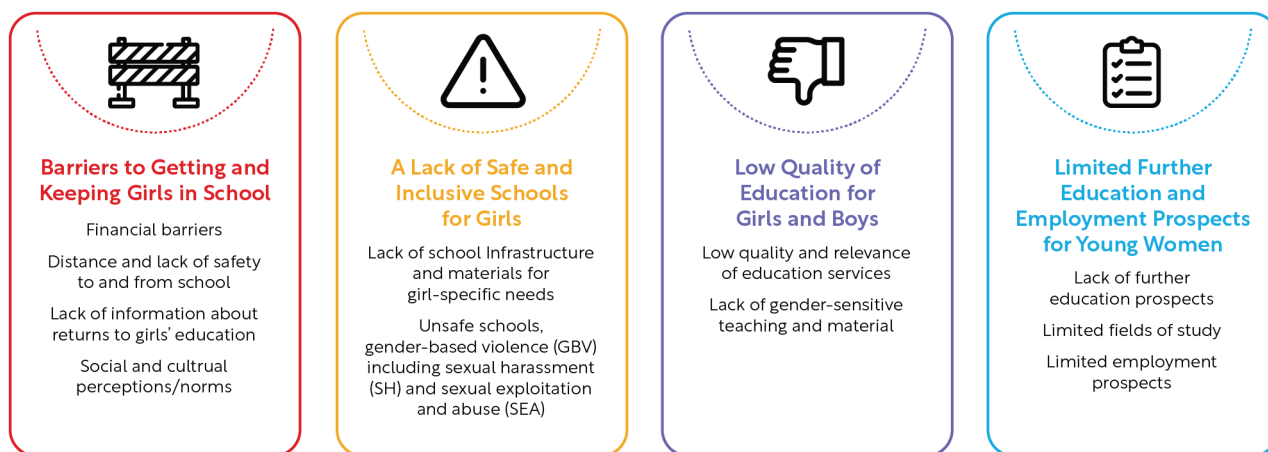 Barriers to Getting and
Keeping Girls in School
Financial barriers
Distance and lack of safety
to and from school
Lack of information about
returns to girls’ education
Social and cultrual
perceptions/norms
A Lack of Safe and
Inclusive Schools
for Girls
Lack of school Infrastructure
and materials for
girl-specific needs
Unsafe schools,
gender-based violence (GBV)
including sexual harassment
(SH) and sexual exploitation
and abuse (SEA)
Low Quality of
Education for
Girls and Boys
Low quality and relevance
of education services
Lack of gender-sensitive
teaching and material
Limited Further
Education and
Employment Prospects
for Young Women
Lack of further
education prospects
Limited fields of study
Limited employment
prospects